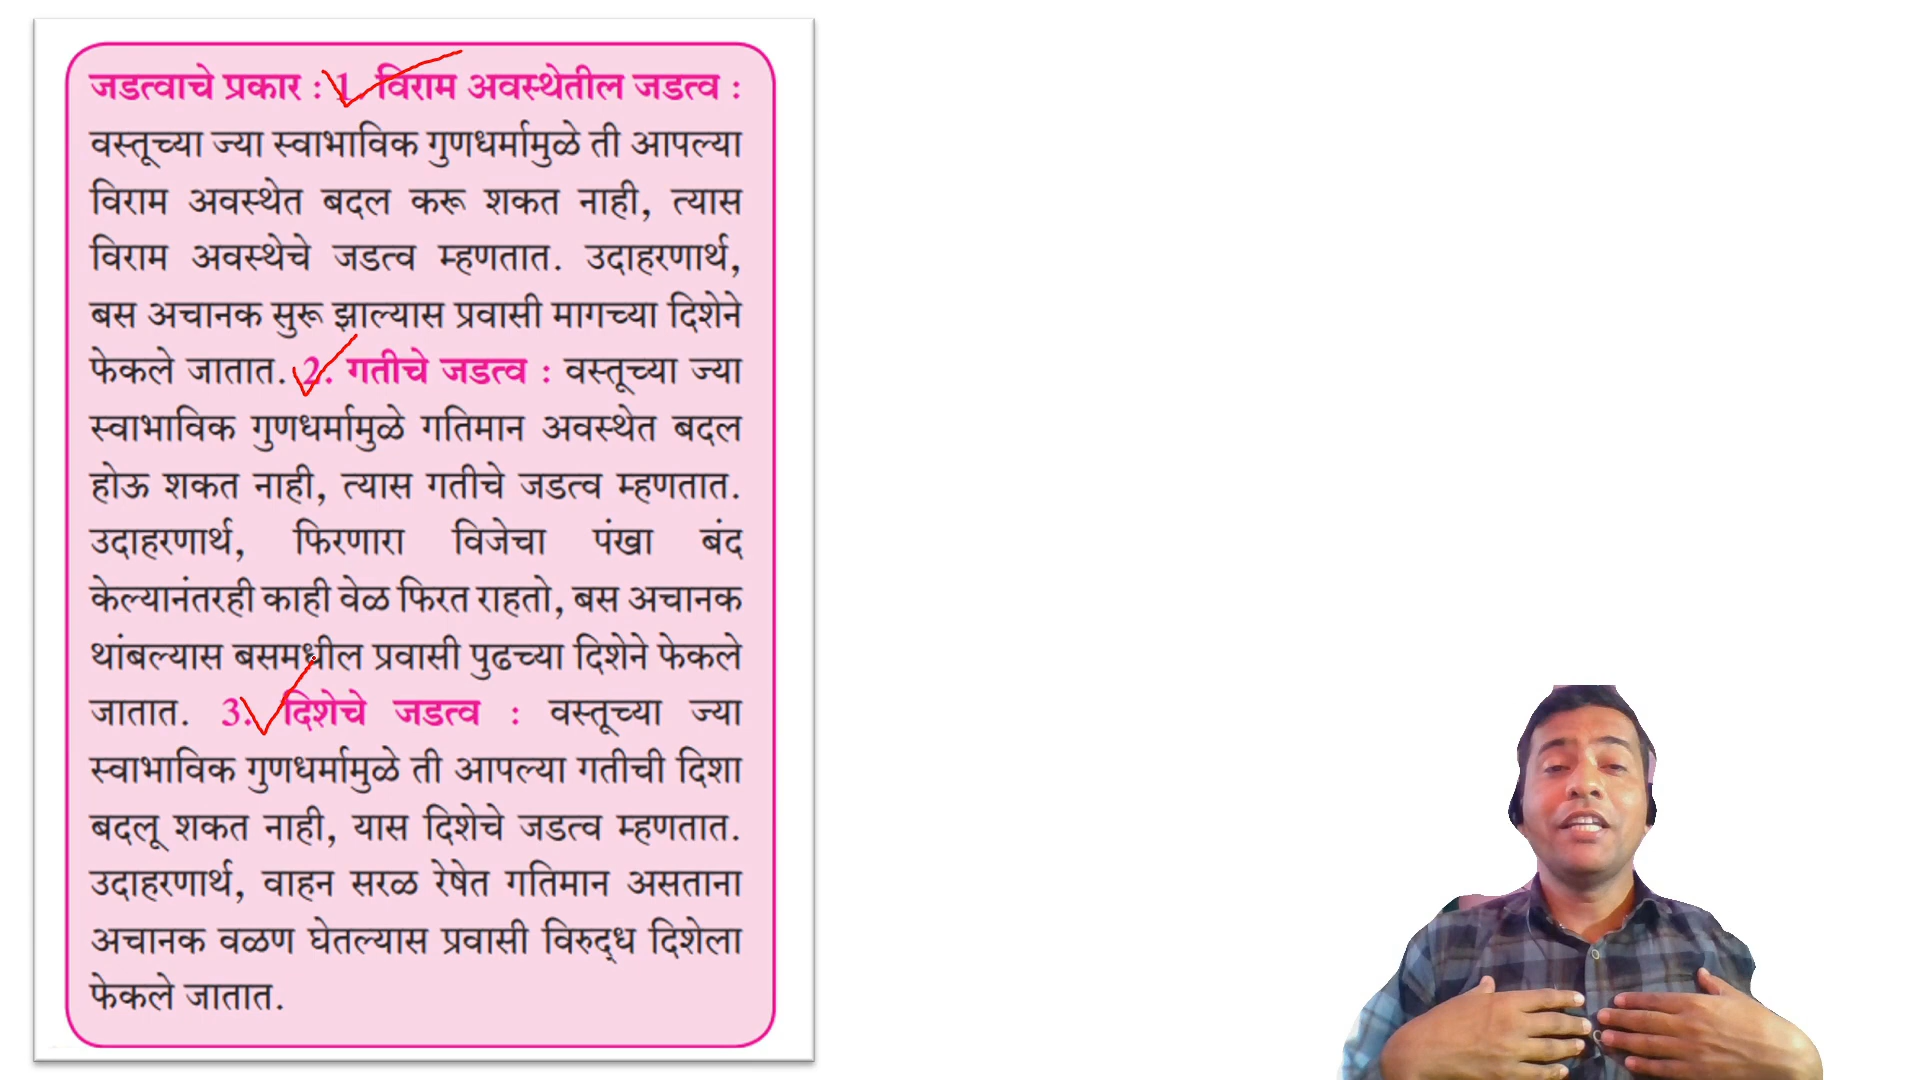 जडत्वाचे प्रकार : 1. विराम अवस्थेतील जडत्व :
वस्तूच्या ज्या स्वाभाविक गुणधर्मामुळे ती आपल्या
विराम अवस्थेत बदल करू शकत नाही, त्यास
विराम अवस्थेचे जडत्व म्हणतात. उदाहरणार्थ,
बस अचानक सुरू झाल्यास प्रवासी मागच्या दिशेने
फेकले जातात. 2. गतीचे जडत्व : वस्तूच्या ज्या
स्वाभाविक गुणधर्मामुळे गतिमान अवस्थेत बदल
होऊ शकत नाही, त्यास गतीचे जडत्व म्हणतात.
उदाहरणार्थ, फिरणारा विजेचा पंखा बंद
केल्यानंतरही काही वेळ फिरत राहतो, बस अचानक
थांबल्यास बसमधील प्रवासी पुढच्या दिशेने फेकले
जातात. 3. दिशेचे जडत्व : वस्तूच्या ज्या
स्वाभाविक गुणधर्मामुळे ती आपल्या गतीची दिशा
बदलू शकत नाही, यास दिशेचे जडत्व म्हणतात.
उदाहरणार्थ, वाहन सरळ रेषेत गतिमान असताना
अचानक वळण घेतल्यास प्रवासी विरुद्ध दिशेला
फेकले जातात.